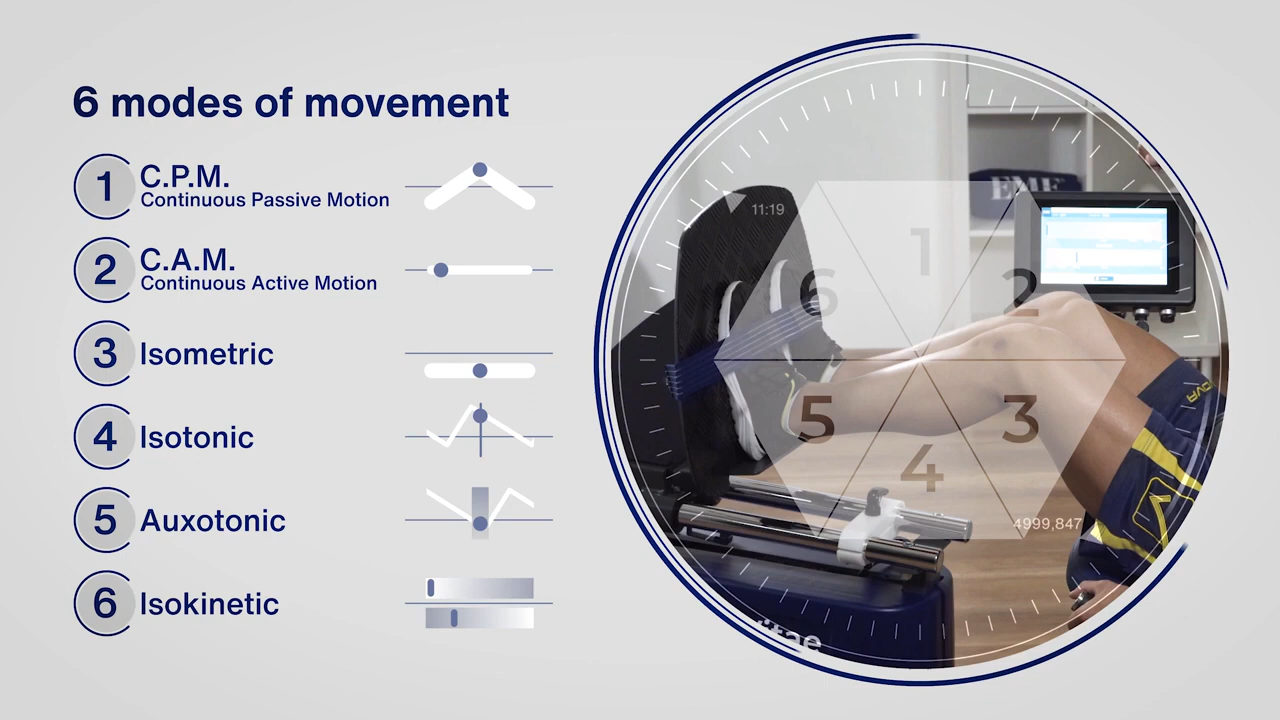 6 modes of movement
1
C.P.M.
Continuous Passive Motion
2
C.A.M.
Continuous Active Motion
3
Isometric
4
Isotonic
5
Auxotonic
6
Isokinetic
11:19
EMF
1
6
2
5
3
4
4999,847